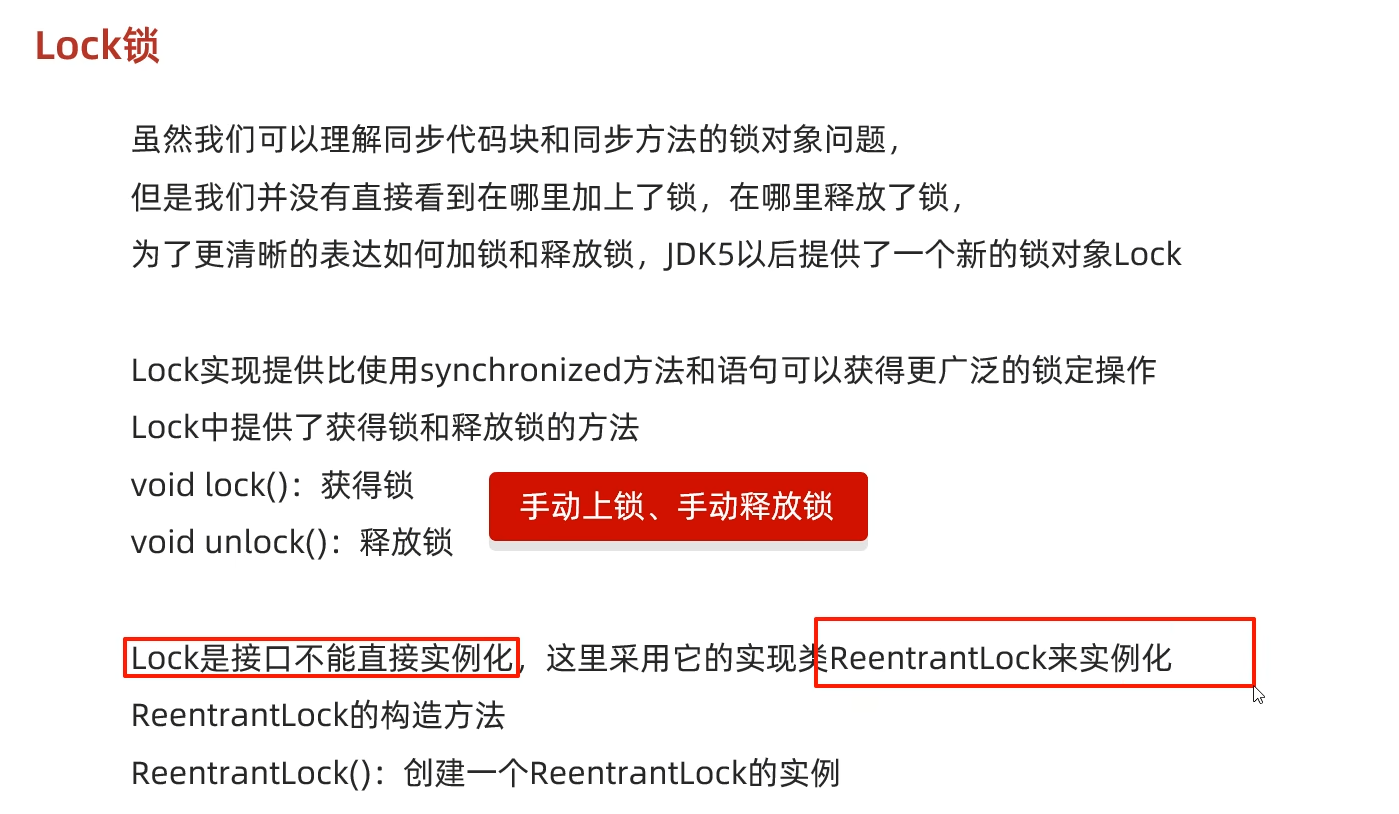 Lock锁
虽然我们可以理解同步代码块和同步方法的锁对象问题，
但是我们并没有直接看到在哪里加上了锁，在哪里释放了锁，
为了更清晰的表达如何加锁和释放锁，JDK5以后提供了一个新的锁对象Lock
Lock实现提供比使用synchronized方法和语句可以获得更广泛的锁定操作
Lock中提供了获得锁和释放锁的方法
void lock()：获得锁
手动上锁、手动释放锁
void unlock()：释放锁
Lock是接口不能直接实例化，这里采用它的实现类ReentrantLock来实例化
ReentrantLock的构造方法
ReentrantLock()：创建一个ReentrantLock的实例